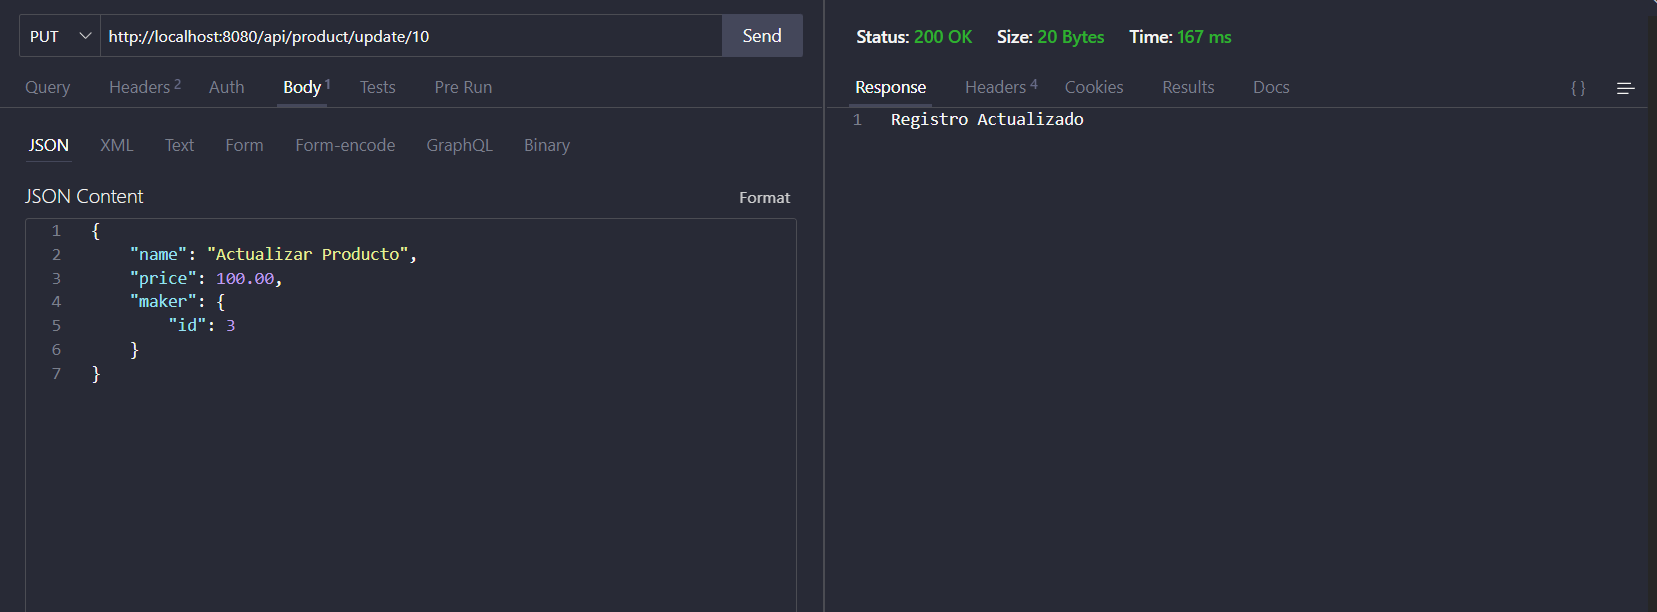 PUT http://localhost:8080/api/product/update/10 Send
Query Headers 2 Auth Body 1 Tests Pre Run
JSON XML Text Form Form-encode GraphQL Binary
JSON Content Format
1 {
2 "name": "Actualizar Producto",
3 "price": 100.00,
4 "maker": {
5 "id": 3
6 }
7 }
Status: 200 OK Size: 20 Bytes Time: 167 ms
Response Headers 4 Cookies Results Docs { }
1 Registro Actualizado